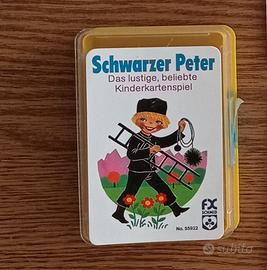 Schwarzer Peter
Das lustige, beliebte
Kinderkartenspiel
FX
SCHMID
No. 55922
subito